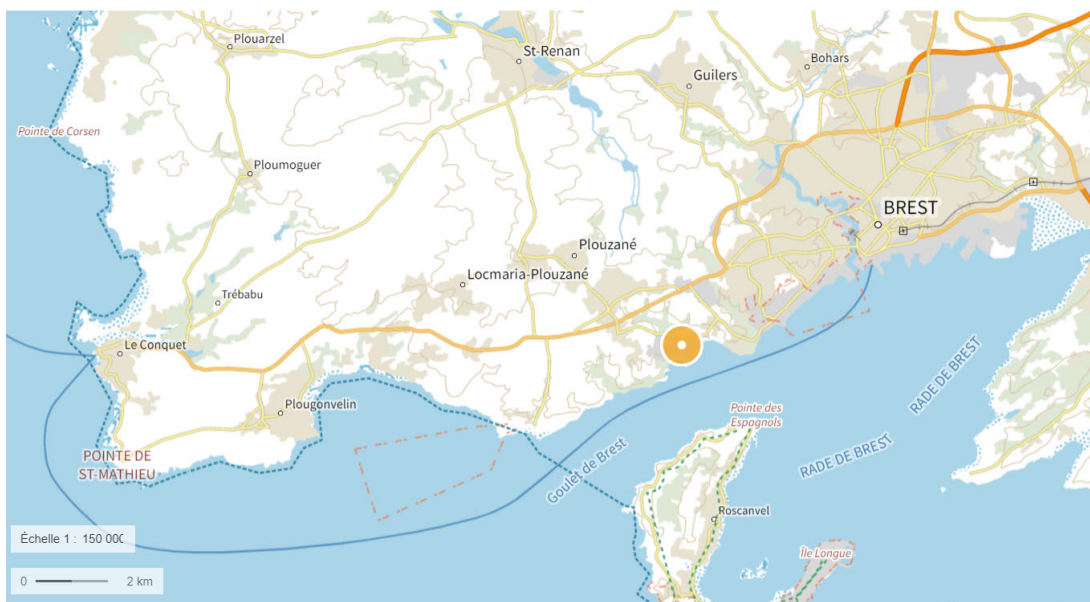 Plouarzel
St-Renan
Bohars
Guilers
Pointe de Corsen
Ploumoguer
BREST
Plouzané
Locmaria-Plouzané
Trébabu
Le Conquet
Plougonvelin
Pointe des
Espagnols
RADE DE BREST
RADE DE BREST
Goulet de Brest
POINTE DE
ST-MATHIEU
Roscanvel
Île Longue
Échelle 1 : 150 000
0 2 km